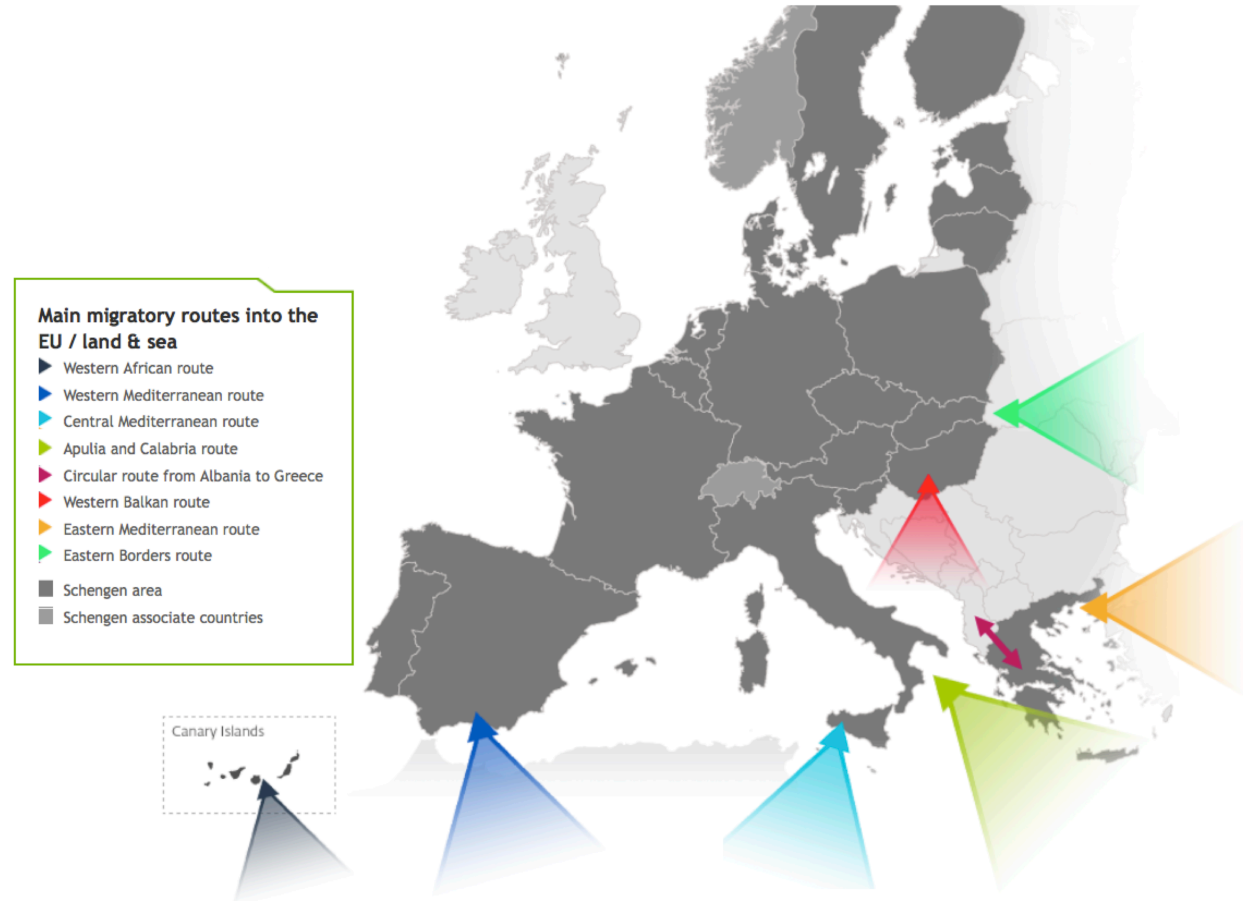 Main migratory routes into the
EU / land & sea
Western African route
Western Mediterranean route
Central Mediterranean route
Apulia and Calabria route
Circular route from Albania to Greece
Western Balkan route
Eastern Mediterranean route
Eastern Borders route
Schengen area
Schengen associate countries
Canary Islands